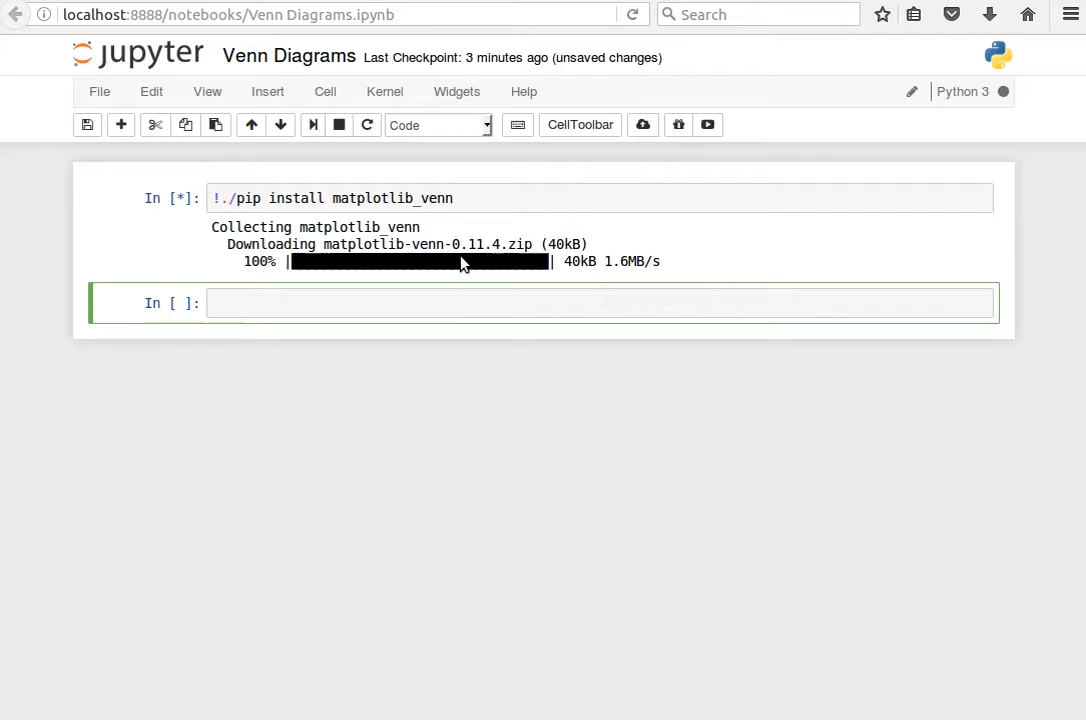 localhost:8888/notebooks/Venn Diagrams.ipynb
Search
jupyter Venn Diagrams Last Checkpoint: 3 minutes ago (unsaved changes)
File Edit View Insert Cell Kernel Widgets Help Python 3
Code CellToolbar
In [*]: !./pip install matplotlib_venn
Collecting matplotlib_venn
Downloading matplotlib-venn-0.11.4.zip (40kB)
100% |████████████████████████████████| 40kB 1.6MB/s
In [ ]: